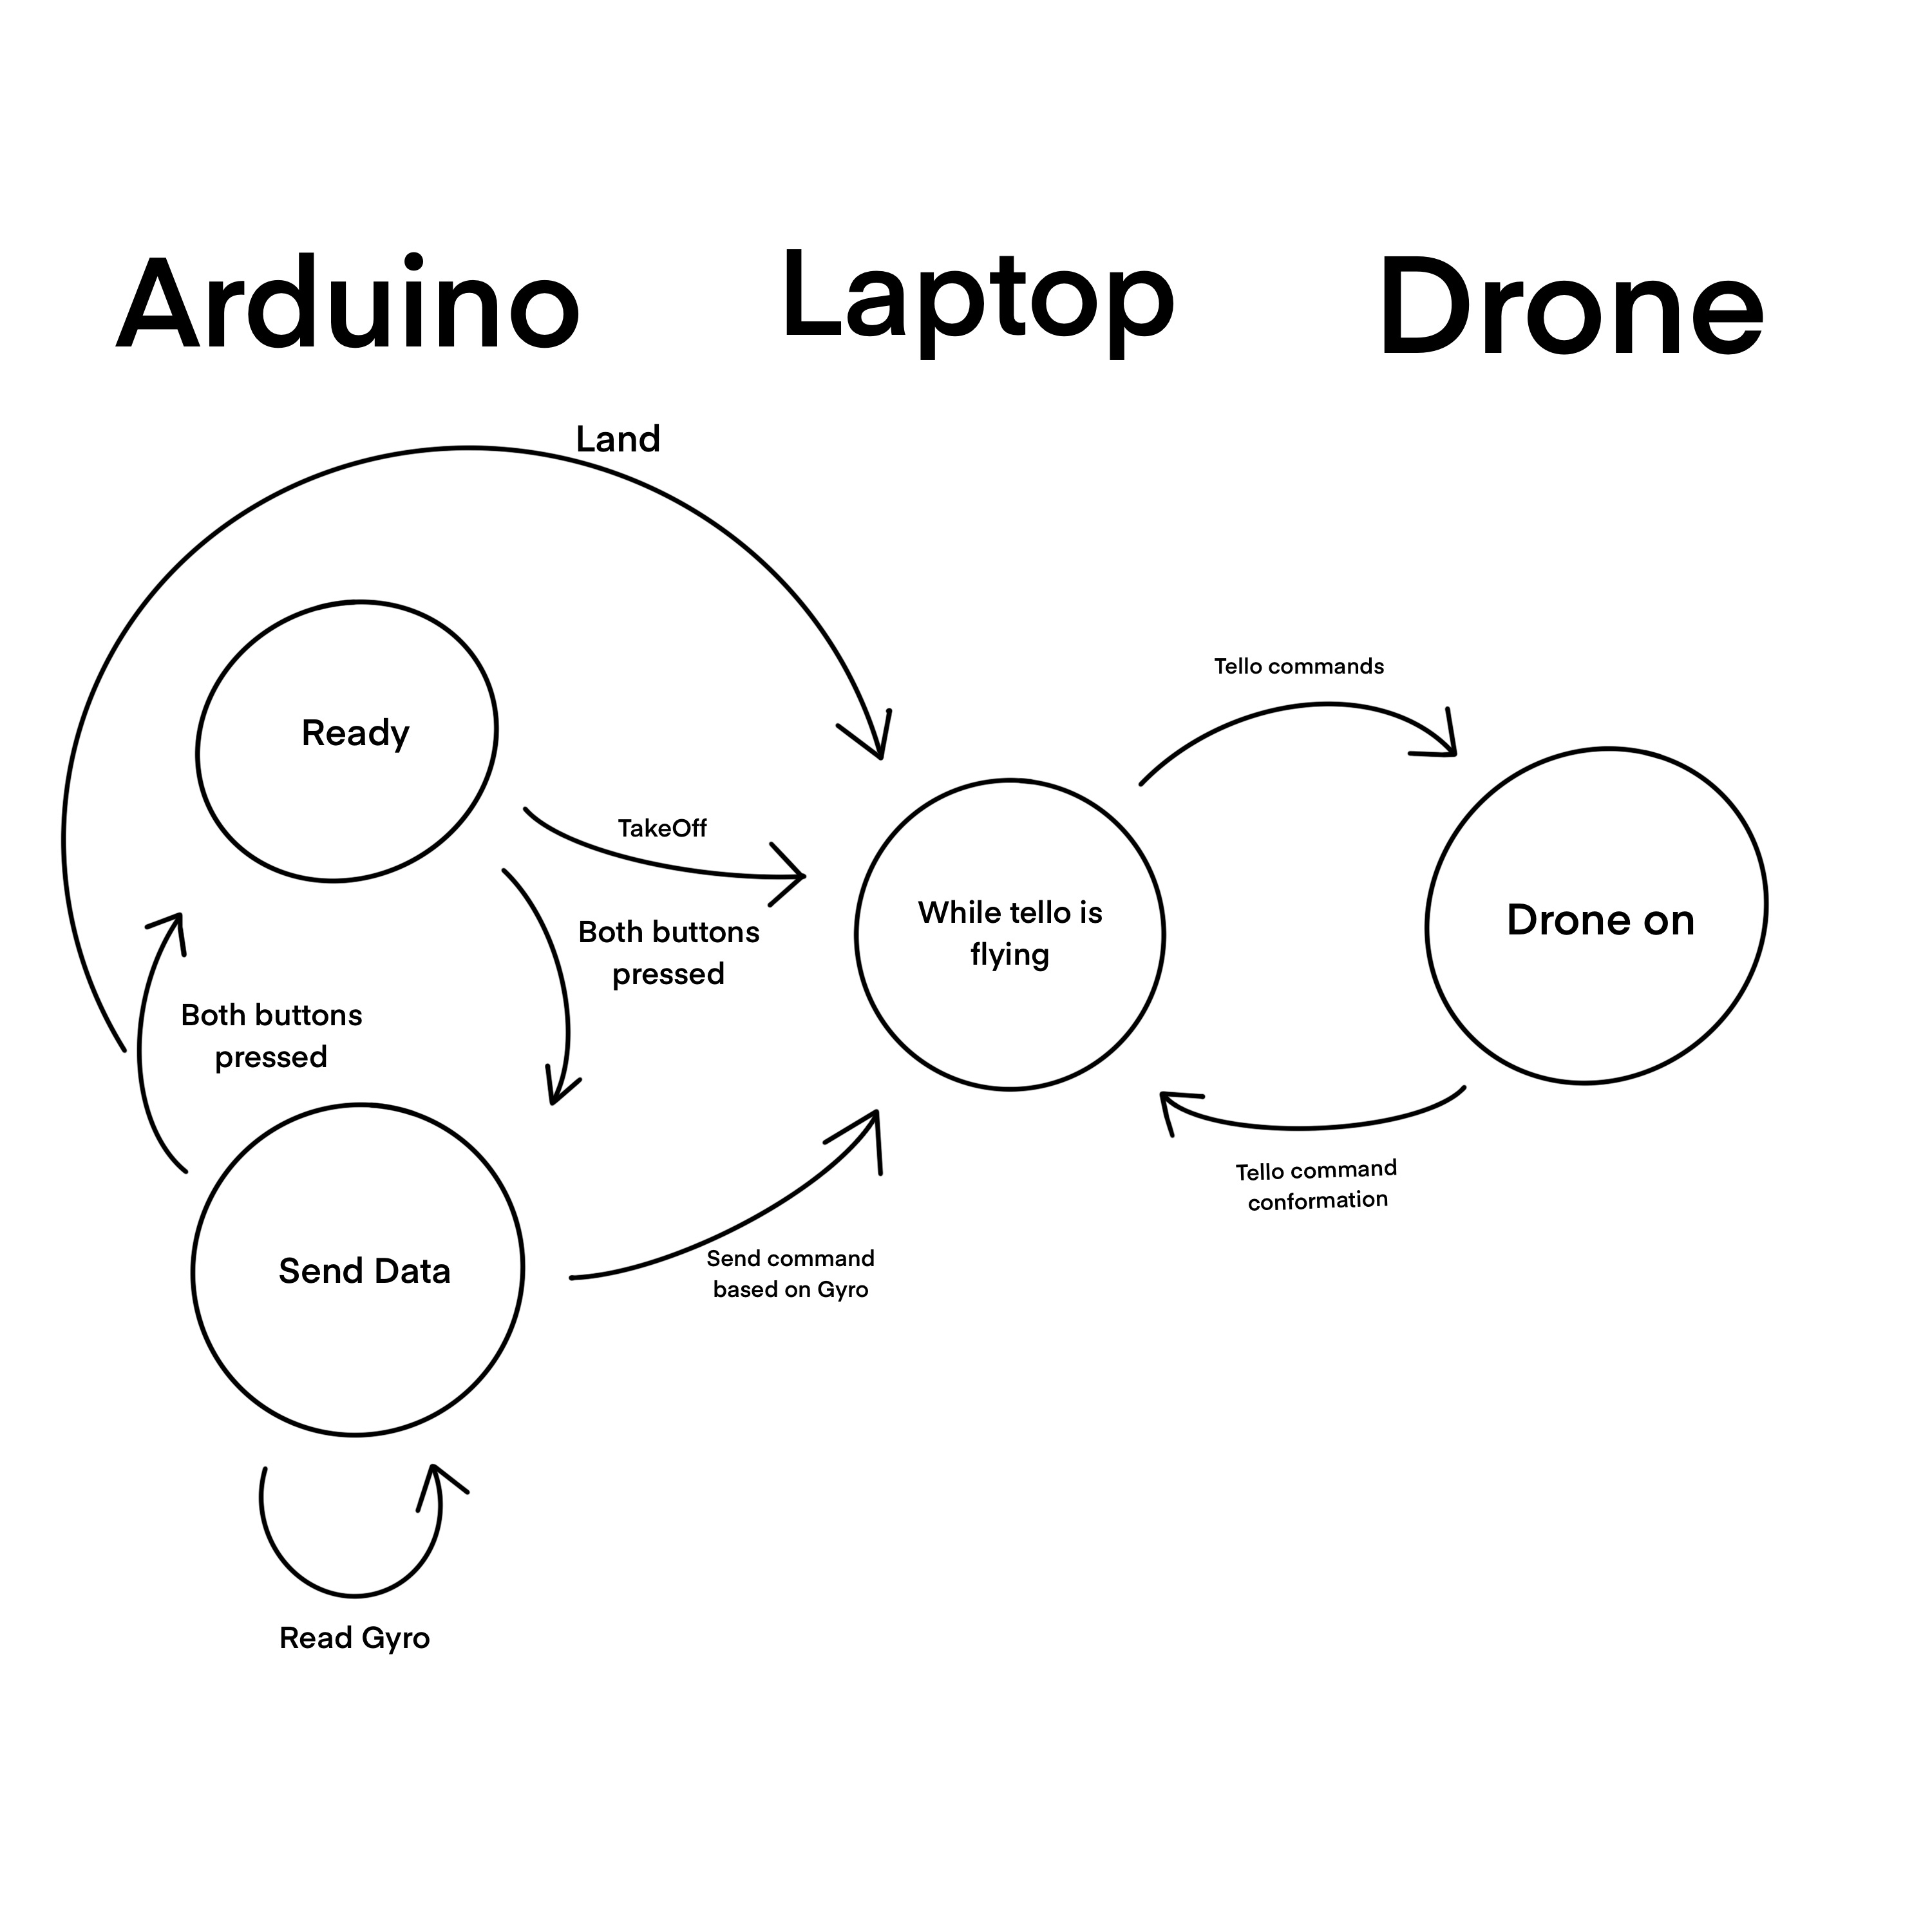 Arduino
Laptop
Drone
Land
Ready
Tello commands
TakeOff
Both buttons
pressed
While tello is
flying
Drone on
Both buttons
pressed
Tello command
conformation
Send Data
Send command
based on Gyro
Read Gyro